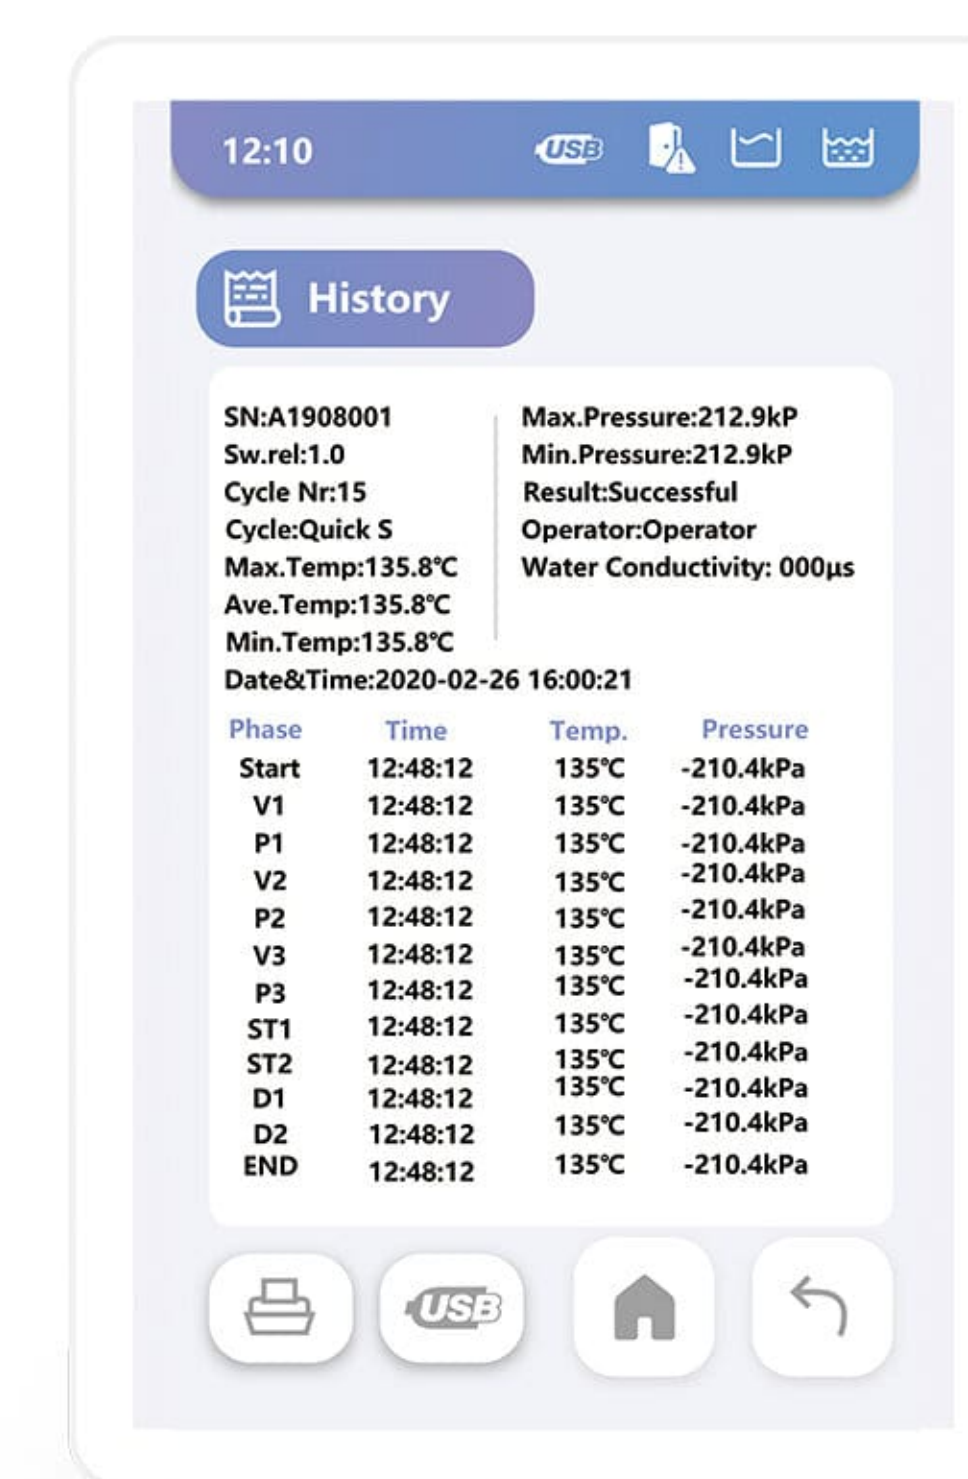 12:10 USB
History
SN:A1908001
Sw.rel:1.0
Cycle Nr:15
Cycle:Quick S
Max.Temp:135.8℃
Ave.Temp:135.8℃
Min.Temp:135.8℃
Date&Time:2020-02-26 16:00:21
Max.Pressure:212.9kP
Min.Pressure:212.9kP
Result:Successful
Operator:Operator
Water Conductivity: 000μs
Phase Time Temp. Pressure
Start 12:48:12 135℃ -210.4kPa
V1 12:48:12 135℃ -210.4kPa
P1 12:48:12 135℃ -210.4kPa
V2 12:48:12 135℃ -210.4kPa
P2 12:48:12 135℃ -210.4kPa
V3 12:48:12 135℃ -210.4kPa
P3 12:48:12 135℃ -210.4kPa
ST1 12:48:12 135℃ -210.4kPa
ST2 12:48:12 135℃ -210.4kPa
D1 12:48:12 135℃ -210.4kPa
D2 12:48:12 135℃ -210.4kPa
END 12:48:12 135℃ -210.4kPa
USB